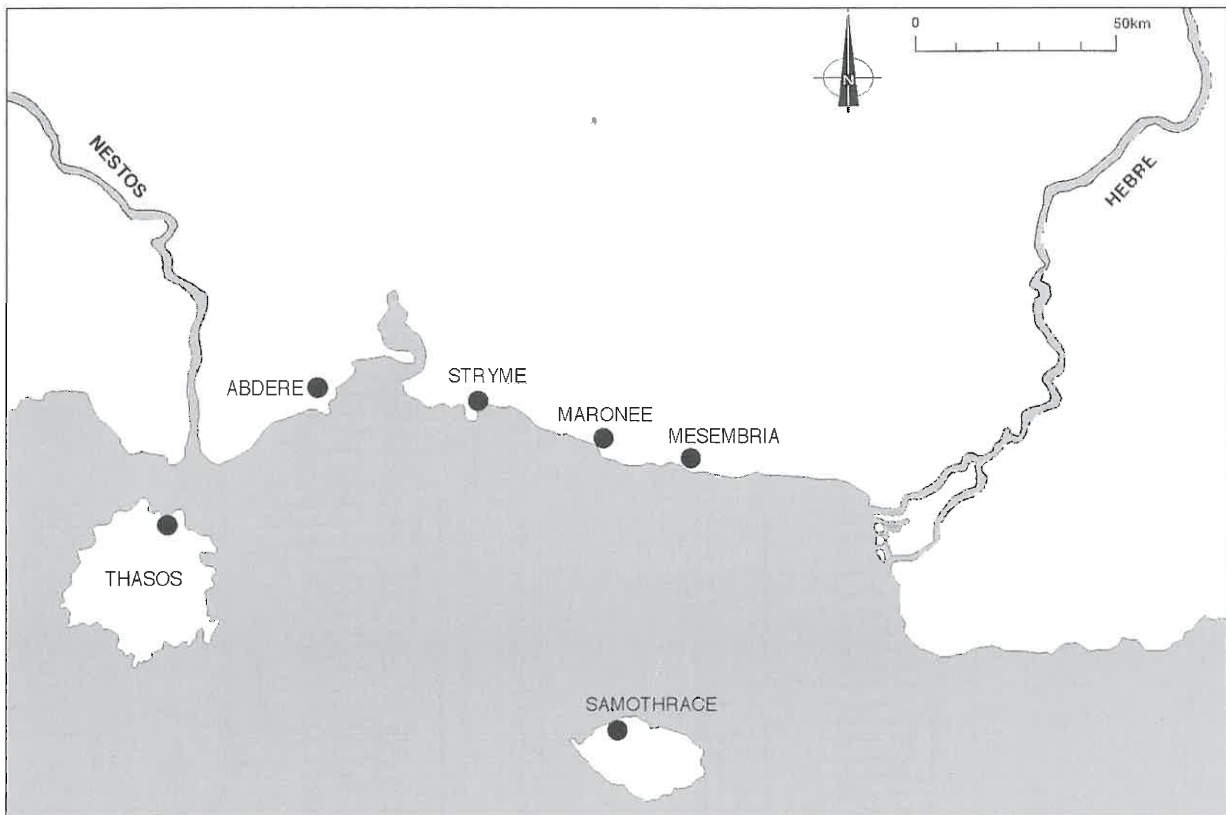 0 50km
N
NESTOS
HEBRE
ABDERE
STRYME
MARONEE
MESEMBRIA
THASOS
SAMOTHRACE